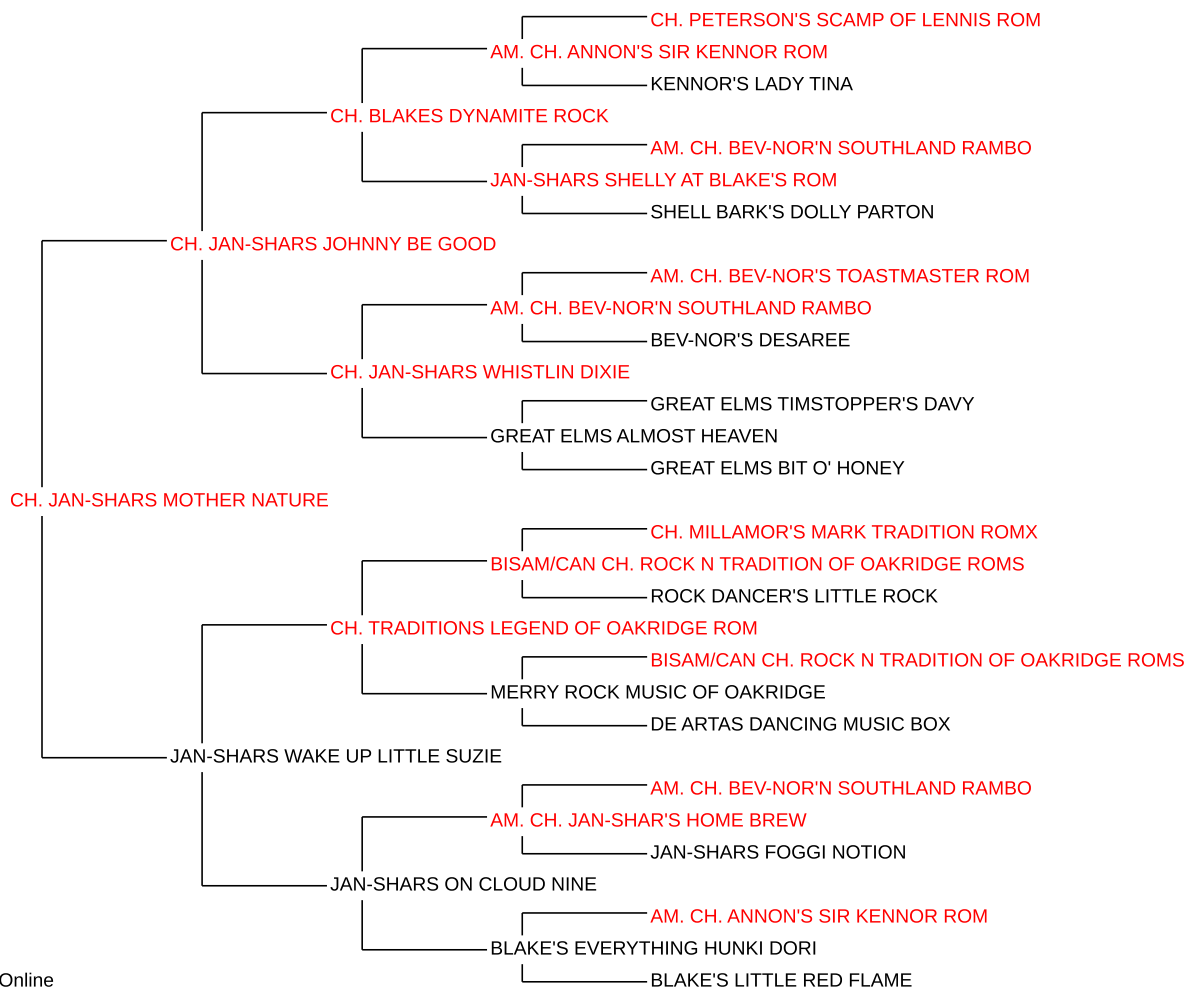 CH. PETERSON'S SCAMP OF LENNIS ROM
AM. CH. ANNON'S SIR KENNOR ROM
KENNOR'S LADY TINA
CH. BLAKES DYNAMITE ROCK
AM. CH. BEV-NOR'N SOUTHLAND RAMBO
JAN-SHARS SHELLY AT BLAKE'S ROM
SHELL BARK'S DOLLY PARTON
CH. JAN-SHARS JOHNNY BE GOOD
AM. CH. BEV-NOR'S TOASTMASTER ROM
AM. CH. BEV-NOR'N SOUTHLAND RAMBO
BEV-NOR'S DESAREE
CH. JAN-SHARS WHISTLIN DIXIE
GREAT ELMS TIMSTOPPER'S DAVY
GREAT ELMS ALMOST HEAVEN
GREAT ELMS BIT O' HONEY
CH. JAN-SHARS MOTHER NATURE
CH. MILLAMOR'S MARK TRADITION ROMX
BISAM/CAN CH. ROCK N TRADITION OF OAKRIDGE ROMS
ROCK DANCER'S LITTLE ROCK
CH. TRADITIONS LEGEND OF OAKRIDGE ROM
BISAM/CAN CH. ROCK N TRADITION OF OAKRIDGE ROMS
MERRY ROCK MUSIC OF OAKRIDGE
DE ARTAS DANCING MUSIC BOX
JAN-SHARS WAKE UP LITTLE SUZIE
AM. CH. BEV-NOR'N SOUTHLAND RAMBO
AM. CH. JAN-SHAR'S HOME BREW
JAN-SHARS FOGGI NOTION
JAN-SHARS ON CLOUD NINE
AM. CH. ANNON'S SIR KENNOR ROM
BLAKE'S EVERYTHING HUNKI DORI
BLAKE'S LITTLE RED FLAME
Online